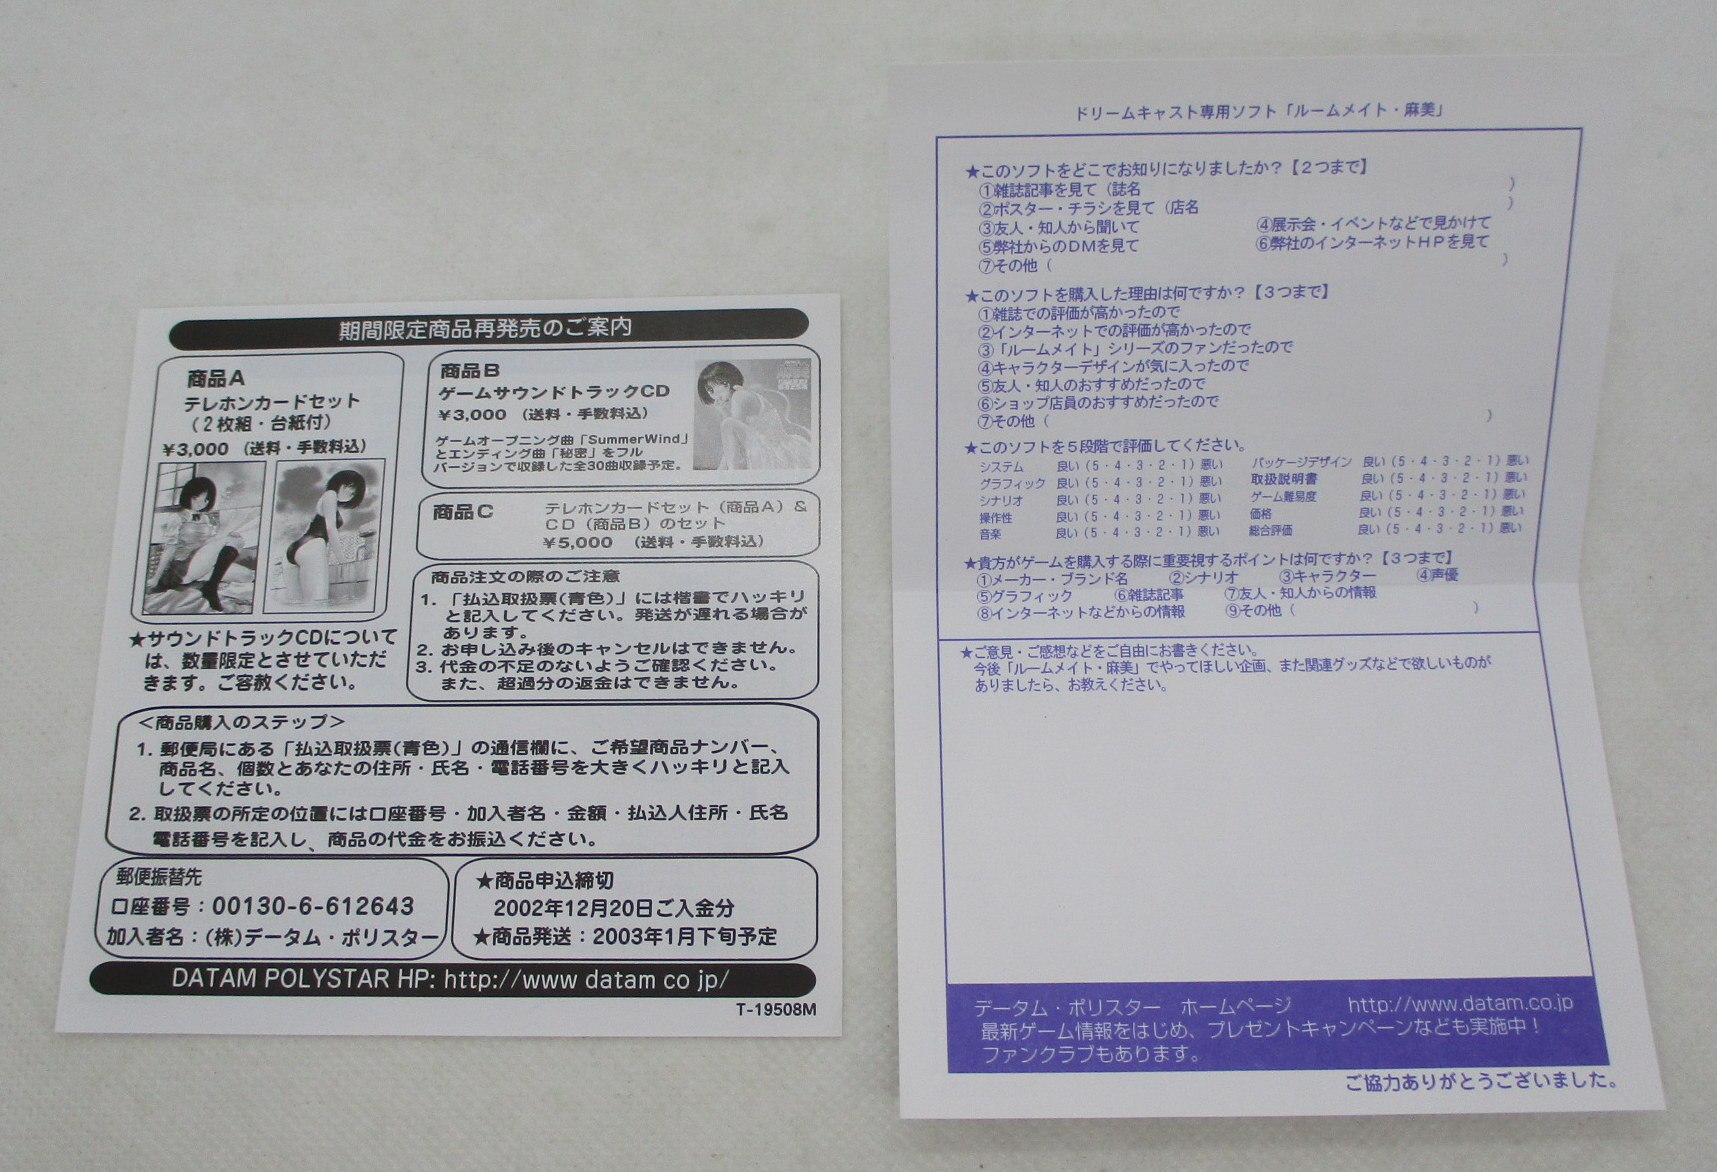 期間限定商品再発売のご案内
商品A
テレホンカードセット
(2枚組・台紙付)
¥3,000 (送料・手数料込)
★サウンドトラックCDについて
は、数量限定とさせていただ
きます。ご容赦ください。
商品B
ゲームサウンドトラックCD
¥3,000 (送料・手数料込)
ゲームオープニング曲「SummerWind」
とエンディング曲「秘密」をフル
バージョンで収録した全30曲収録予定。
商品C テレホンカードセット(商品A)&
CD(商品B)のセット
¥5,000 (送料・手数料込)
商品注文の際のご注意
1. 「払込取扱票(青色)」には楷書でハッキリ
と記入してください。発送が遅れる場合が
あります。
2. お申し込み後のキャンセルはできません。
3. 代金の不足のないようご確認ください。
また、超過分の返金はできません。
<商品購入のステップ>
1. 郵便局にある「払込取扱票(青色)」の通信欄に、ご希望商品ナンバー、
商品名、個数とあなたの住所・氏名・電話番号を大きくハッキリと記入
してください。
2. 取扱票の所定の位置には口座番号・加入者名・金額・払込人住所・氏名
電話番号を記入し、商品の代金をお振込ください。
郵便振替先
口座番号:00130-6-612643
加入者名:(株)データム・ポリスター
★商品申込締切
2002年12月20日ご入金分
★商品発送:2003年1月下旬予定
DATAM POLYSTAR HP: http://www datam co jp/
T-19508M
ドリームキャスト専用ソフト「ルームメイト・麻美」
★このソフトをどこでお知りになりましたか?【2つまで】
①雑誌記事を見て(誌名 )
②ポスター・チラシを見て(店名 )
③友人・知人から聞いて ④展示会・イベントなどで見かけて
⑤弊社からのDMを見て ⑥弊社のインターネットHPを見て
⑦その他( )
★このソフトを購入した理由は何ですか?【3つまで】
①雑誌での評価が高かったので
②インターネットでの評価が高かったので
③「ルームメイト」シリーズのファンだったので
④キャラクターデザインが気に入ったので
⑤友人・知人のおすすめだったので
⑥ショップ店員のおすすめだったので
⑦その他( )
★このソフトを5段階で評価してください。
システム 良い(5・4・3・2・1)悪い パッケージデザイン 良い(5・4・3・2・1)悪い
グラフィック 良い(5・4・3・2・1)悪い 取扱説明書 良い(5・4・3・2・1)悪い
シナリオ 良い(5・4・3・2・1)悪い ゲーム難易度 良い(5・4・3・2・1)悪い
操作性 良い(5・4・3・2・1)悪い 価格 良い(5・4・3・2・1)悪い
音楽 良い(5・4・3・2・1)悪い 総合評価 良い(5・4・3・2・1)悪い
★貴方がゲームを購入する際に重要視するポイントは何ですか?【3つまで】
①メーカー・ブランド名 ②シナリオ ③キャラクター ④声優
⑤グラフィック ⑥雑誌記事 ⑦友人・知人からの情報
⑧インターネットなどからの情報 ⑨その他( )
★ご意見・ご感想などをご自由にお書きください。
今後「ルームメイト・麻美」でやってほしい企画、また関連グッズなどで欲しいものが
ありましたら、お教えください。
データム・ポリスター ホームページ http://www.datam.co.jp
最新ゲーム情報をはじめ、プレゼントキャンペーンなども実施中!
ファンクラブもあります。
ご協力ありがとうございました。